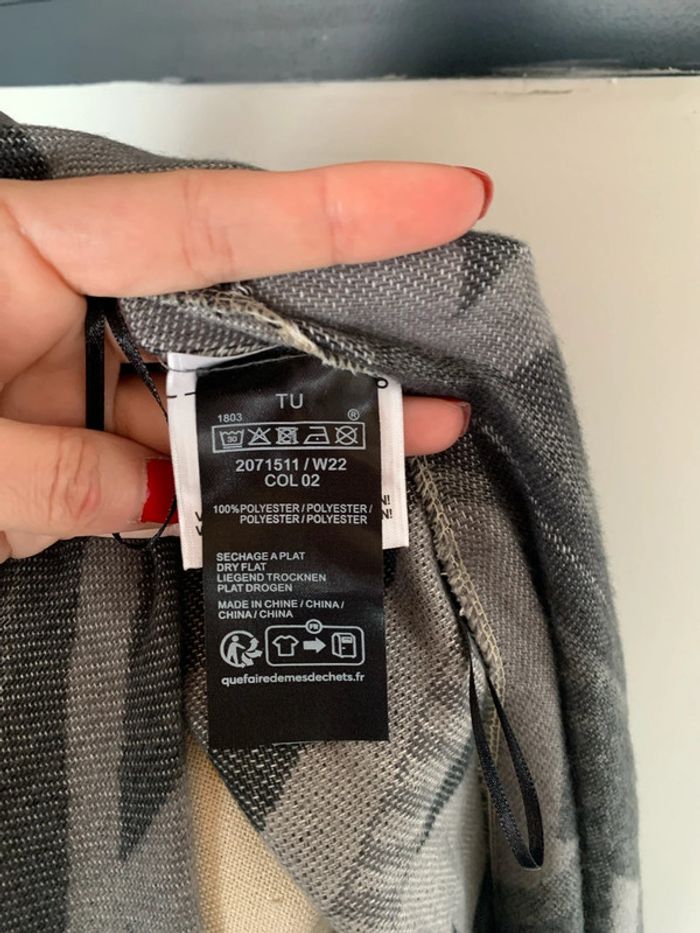 TU
1803
®
30
2071511 / W22
COL 02
100%POLYESTER / POLYESTER /
POLYESTER / POLYESTER
SECHAGE A PLAT
DRY FLAT
LIEGEND TROCKNEN
PLAT DROGEN
MADE IN CHINE / CHINA /
CHINA / CHINA
FR
quefairedemesdechets.fr